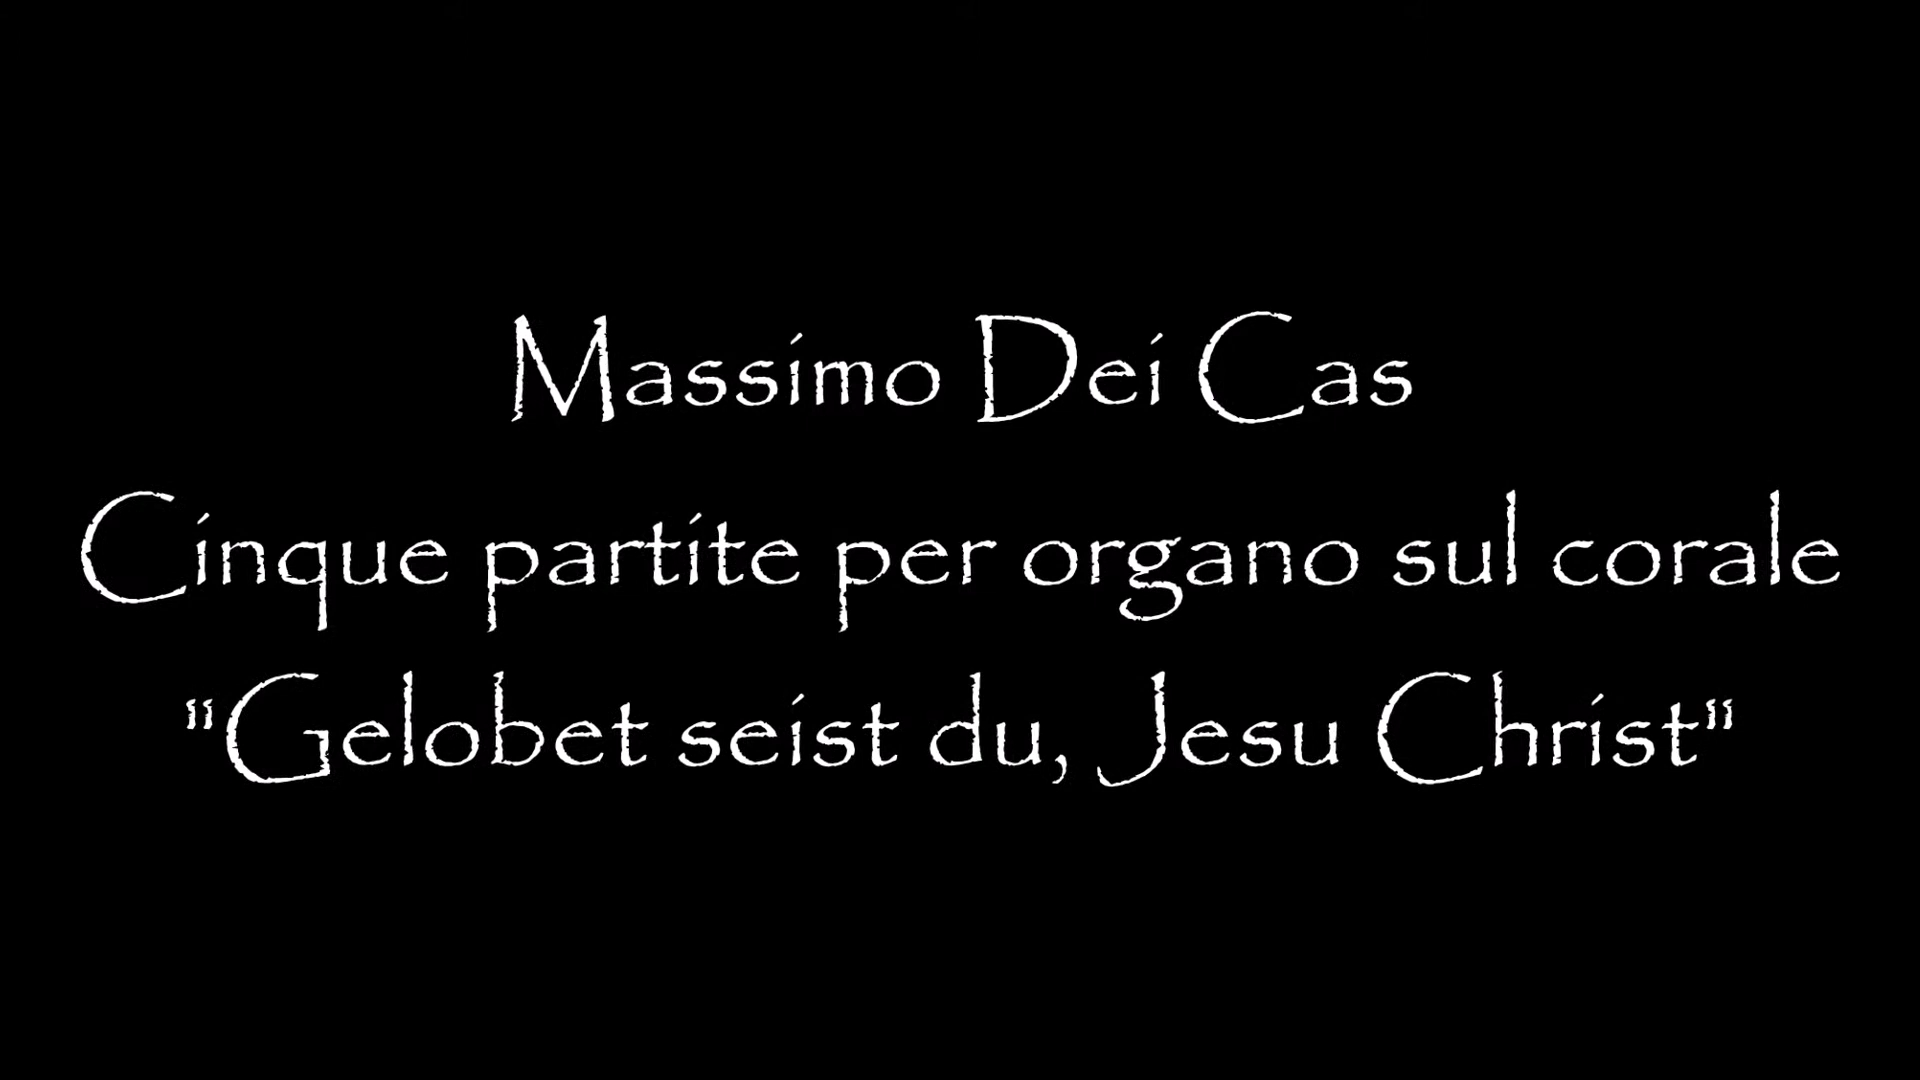 Massimo Dei Cas
Cinque partite per organo sul corale
"Gelobet seist du, Jesu Christ"